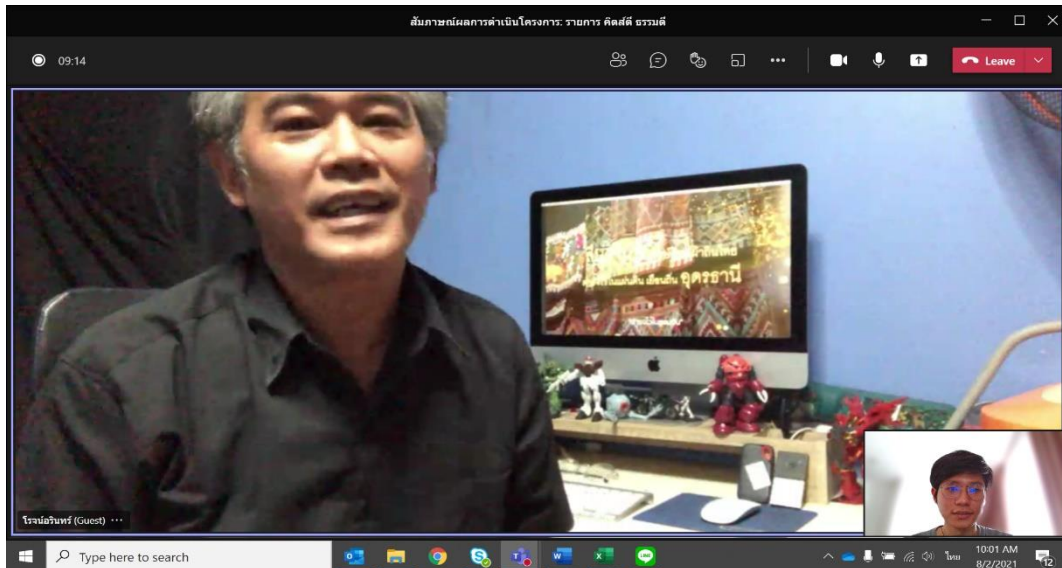 สัมภาษณ์ผลการดำเนินโครงการ: รายการ คิดส์ดี ธรรมดี
09:14
Leave
อุดรธานี
โรจน์อรินทร์ (Guest)
Type here to search
ไทย
10:01 AM
8/2/2021
12